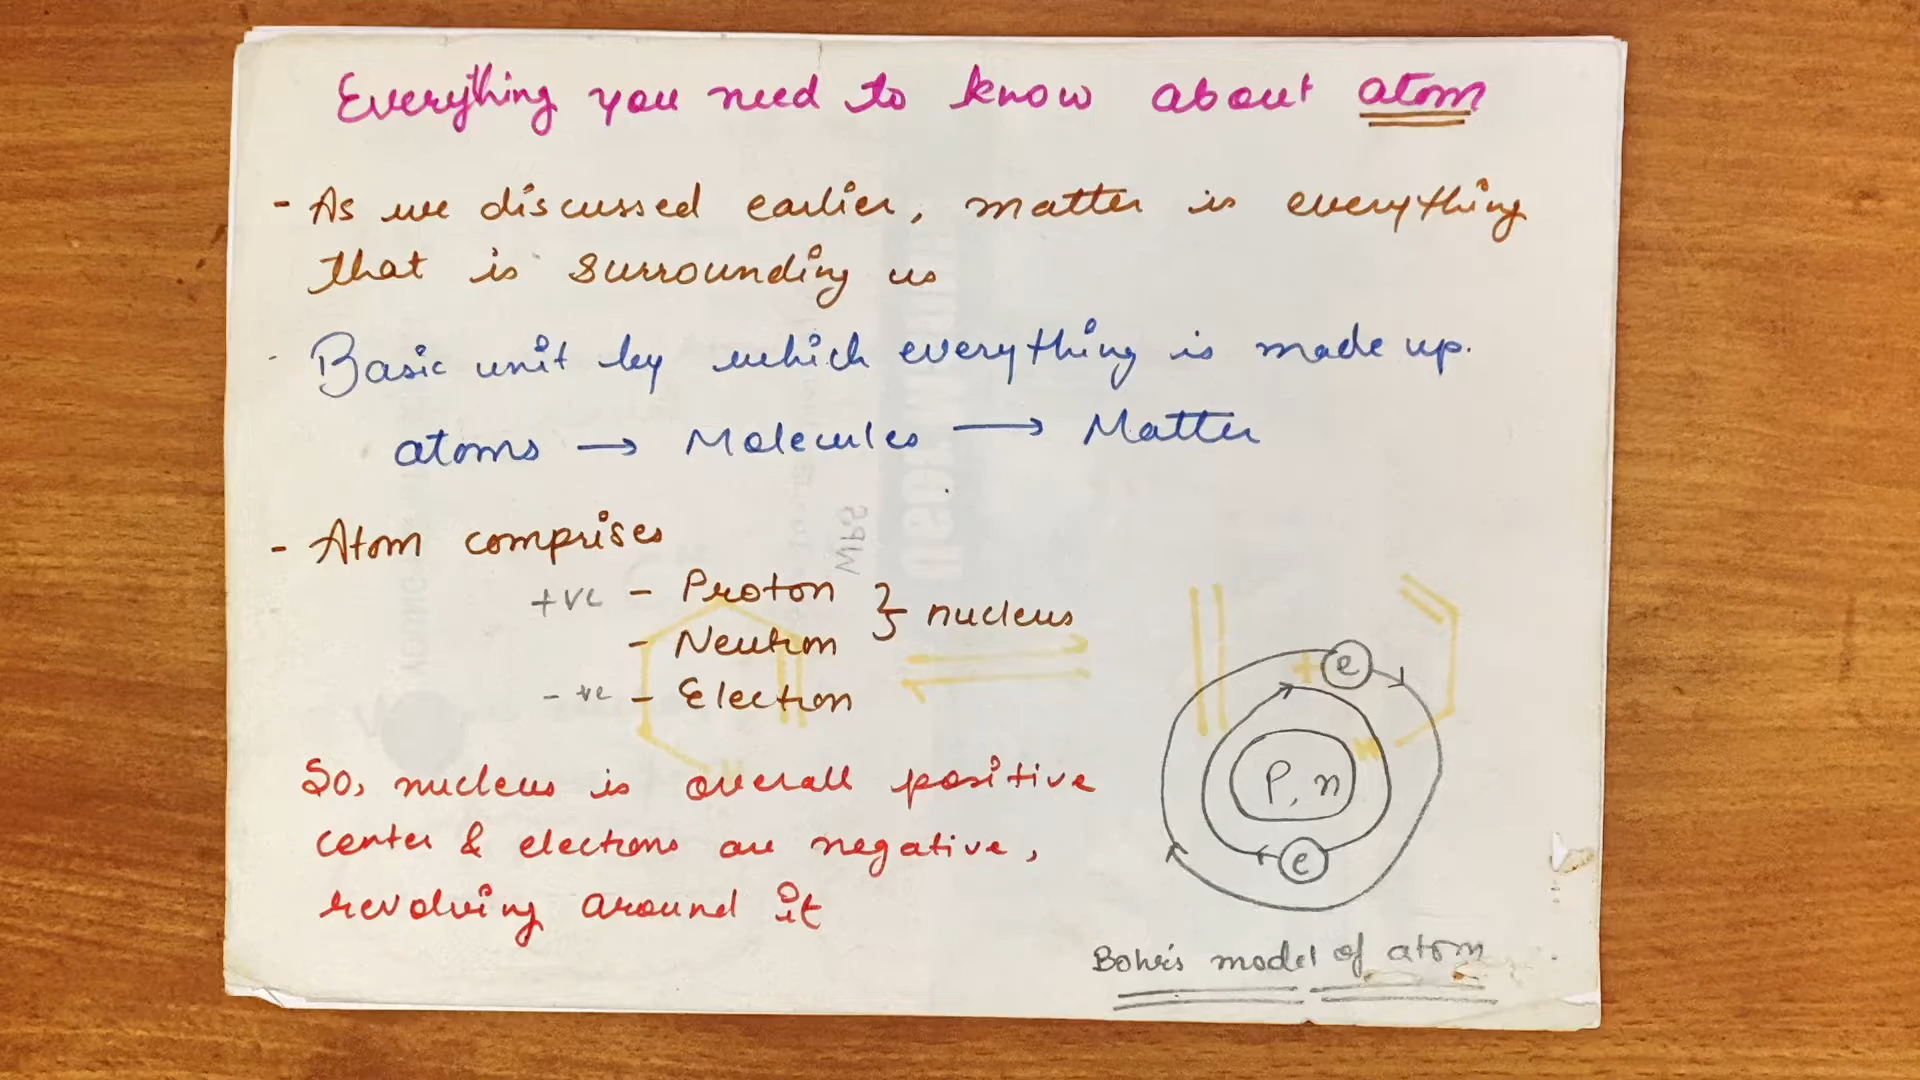 Everything you need to know about atom
- As we discussed earlier, matter is everything
that is surrounding us
- Basic unit by which everything is made up.
atoms → Molecules → Matter
- Atom comprises
+ve - Proton } nucleus
- Neutron
- ve - Electron
So, nucleus is overall positive
center & electrons are negative,
revolving around it
e
P, n
e
Bohr's model of atom